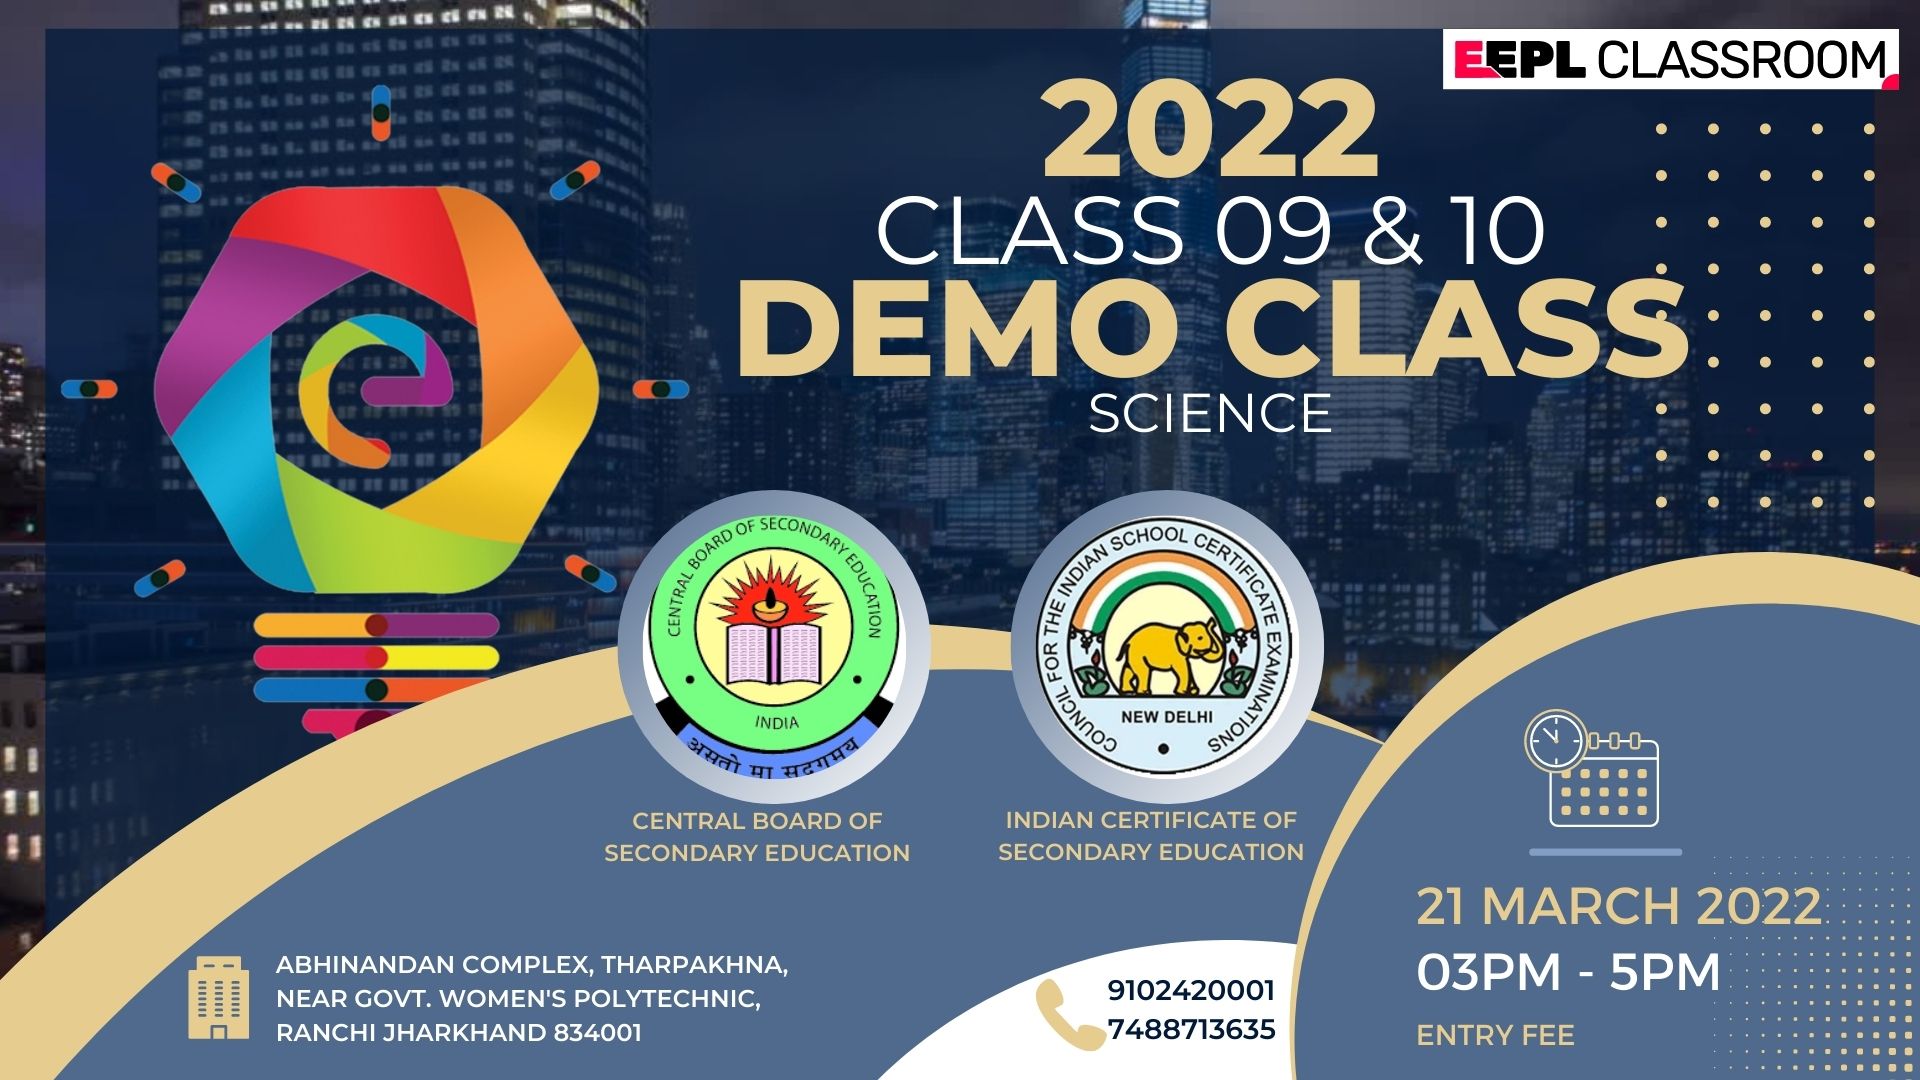 EEPL CLASSROOM
2022
CLASS 09 & 10
DEMO CLASS
SCIENCE
CENTRAL BOARD OF SECONDARY EDUCATION
INDIA
असतो मा सद्गमय
COUNCIL FOR THE INDIAN SCHOOL CERTIFICATE EXAMINATIONS
NEW DELHI
CENTRAL BOARD OF
SECONDARY EDUCATION
INDIAN CERTIFICATE OF
SECONDARY EDUCATION
21 MARCH 2022
03PM - 5PM
ENTRY FEE
ABHINANDAN COMPLEX, THARPAKHNA,
NEAR GOVT. WOMEN'S POLYTECHNIC,
RANCHI JHARKHAND 834001
9102420001
7488713635